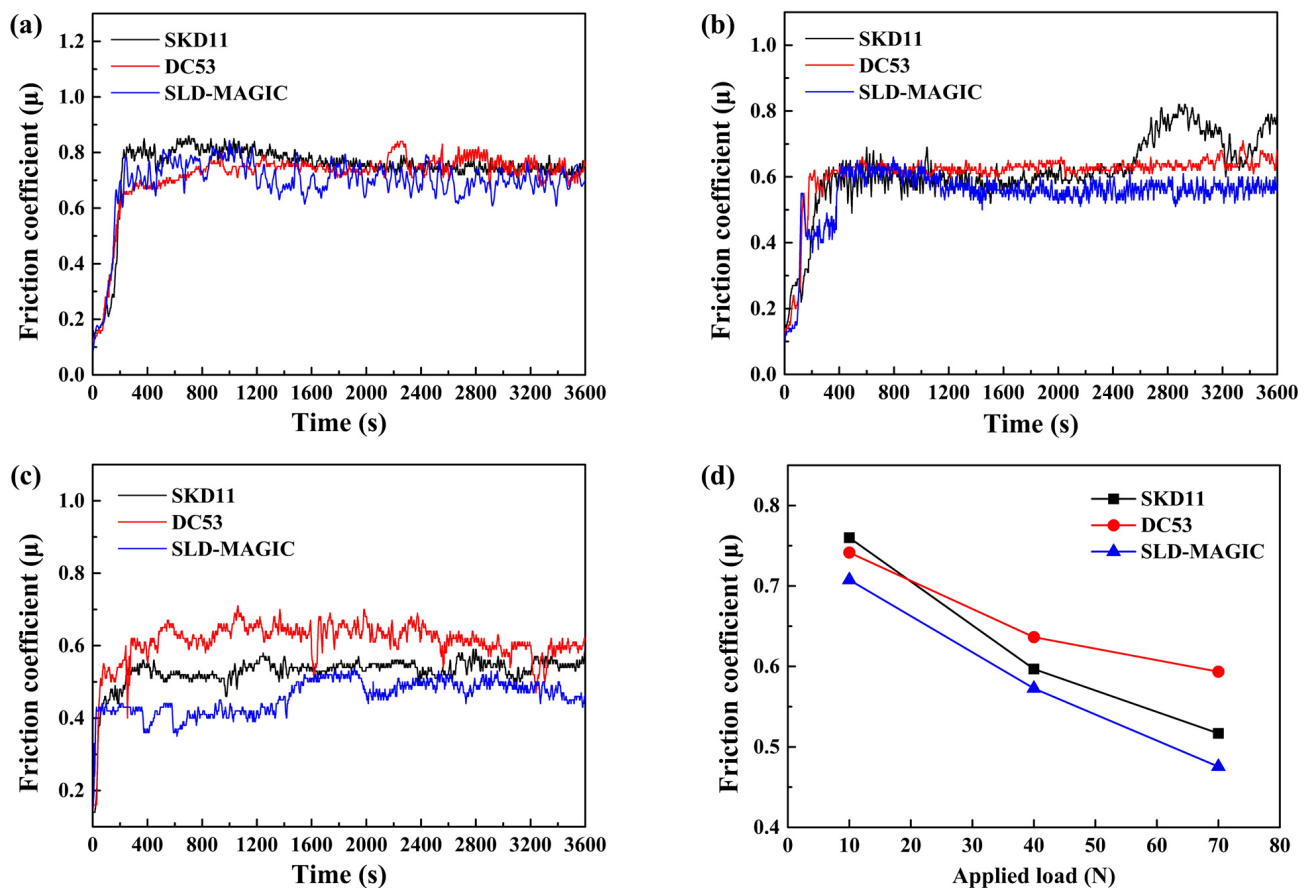 (a)
SKD11
DC53
SLD-MAGIC
Friction coefficient (μ)
1.2
1.0
0.8
0.6
0.4
0.2
0.0
0 400 800 1200 1600 2000 2400 2800 3200 3600
Time (s)
(b)
SKD11
DC53
SLD-MAGIC
Friction coefficient (μ)
1.0
0.8
0.6
0.4
0.2
0.0
0 400 800 1200 1600 2000 2400 2800 3200 3600
Time (s)
(c)
SKD11
DC53
SLD-MAGIC
Friction coefficient (μ)
1.0
0.8
0.6
0.4
0.2
0 400 800 1200 1600 2000 2400 2800 3200 3600
Time (s)
(d)
SKD11
DC53
SLD-MAGIC
Friction coefficient (μ)
0.8
0.7
0.6
0.5
0.4
0 10 20 30 40 50 60 70 80
Applied load (N)